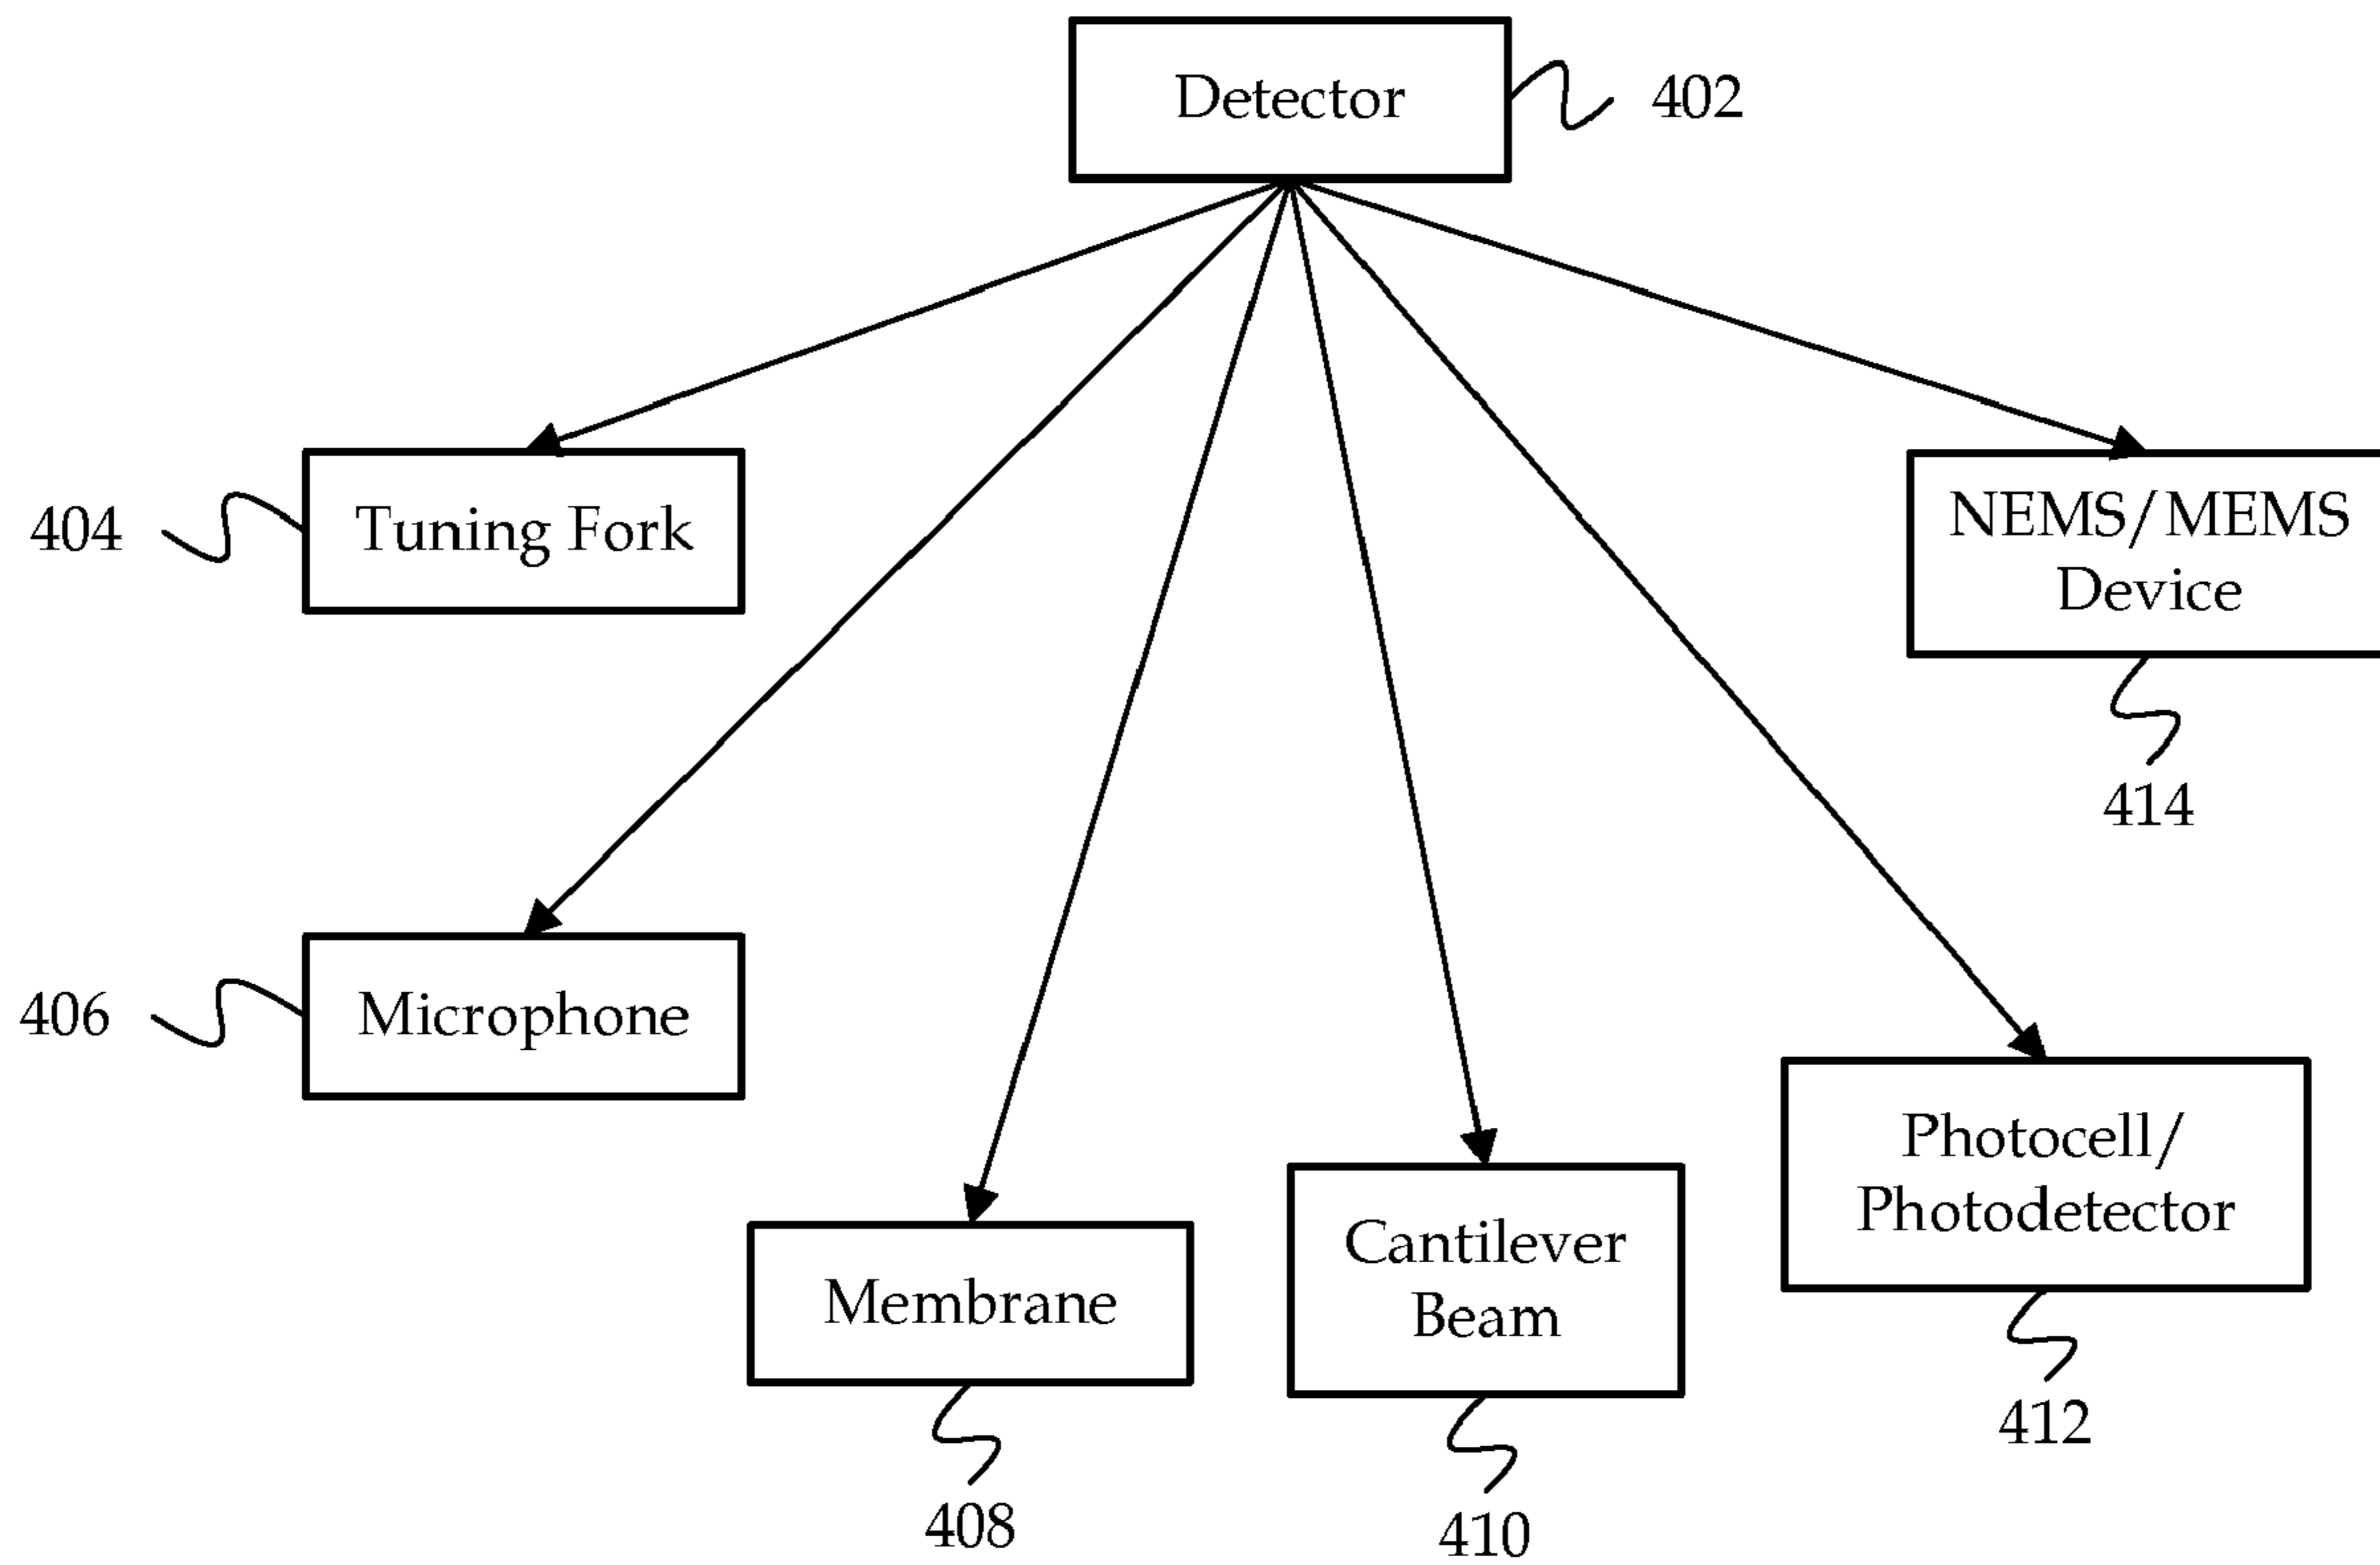 Detector
402
404
Tuning Fork
NEMS/MEMS
Device
414
406
Microphone
Photocell/
Photodetector
412
Membrane
408
Cantilever
Beam
410